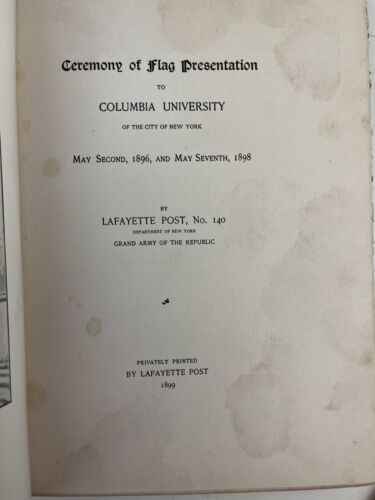 Ceremony of Flag Presentation
TO
COLUMBIA UNIVERSITY
OF THE CITY OF NEW YORK
MAY SECOND, 1896, AND MAY SEVENTH, 1898
BY
LAFAYETTE POST, NO. 140
DEPARTMENT OF NEW YORK
GRAND ARMY OF THE REPUBLIC
PRIVATELY PRINTED
BY LAFAYETTE POST
1899